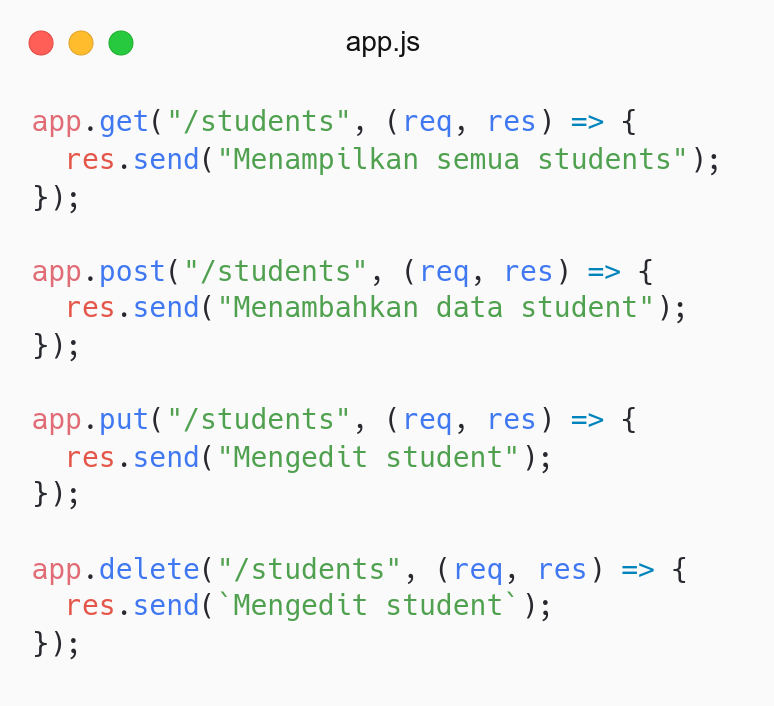 app.js
app.get("/students", (req, res) => {
  res.send("Menampilkan semua students");
});
app.post("/students", (req, res) => {
  res.send("Menambahkan data student");
});
app.put("/students", (req, res) => {
  res.send("Mengedit student");
});
app.delete("/students", (req, res) => {
  res.send(`Mengedit student`);
});